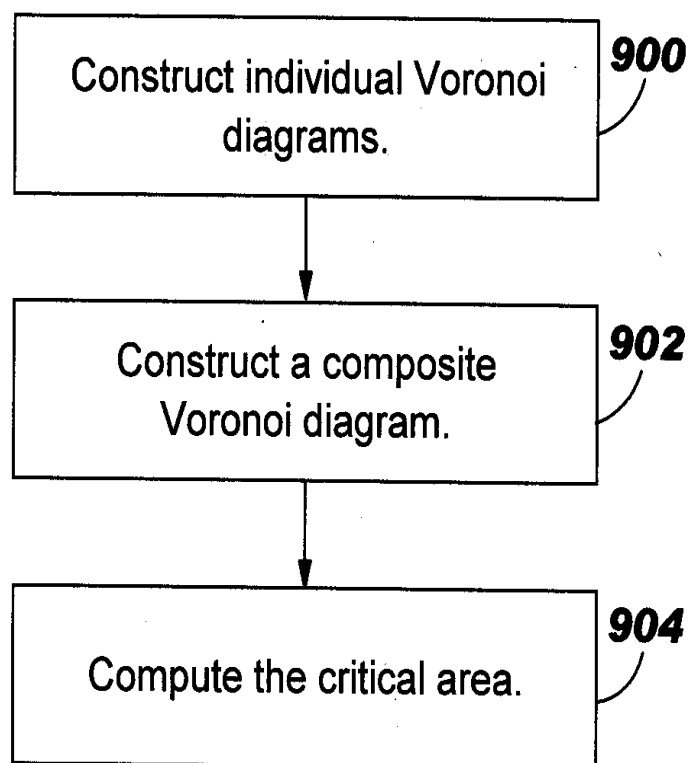 Construct individual Voronoi
diagrams.
900
Construct a composite
Voronoi diagram.
902
Compute the critical area.
904